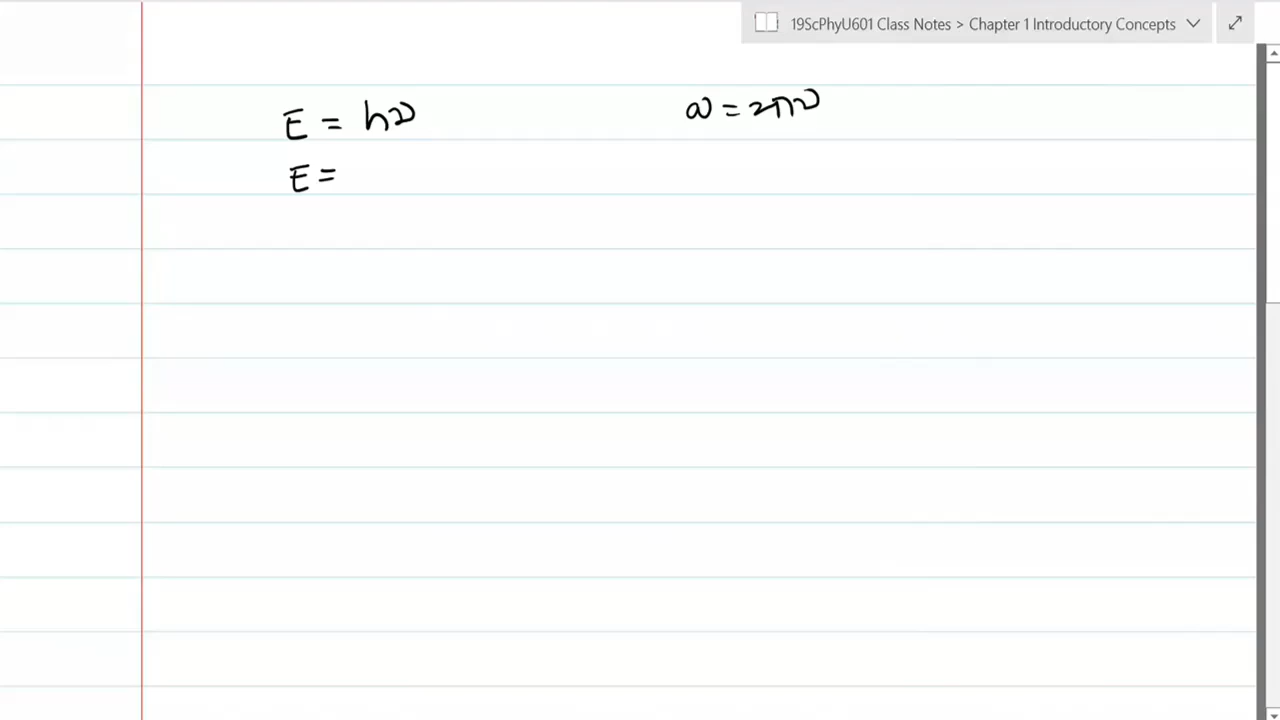 19ScPhyU601 Class Notes > Chapter 1 Introductory Concepts
E = hν
ω = 2πν
E =